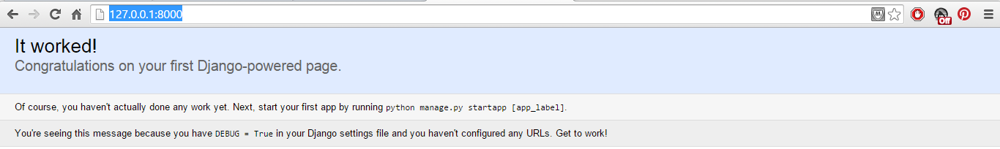 127.0.0.1:8000
Off
It worked!
Congratulations on your first Django-powered page.
Of course, you haven't actually done any work yet. Next, start your first app by running python manage.py startapp [app_label].
You're seeing this message because you have DEBUG = True in your Django settings file and you haven't configured any URLs. Get to work!